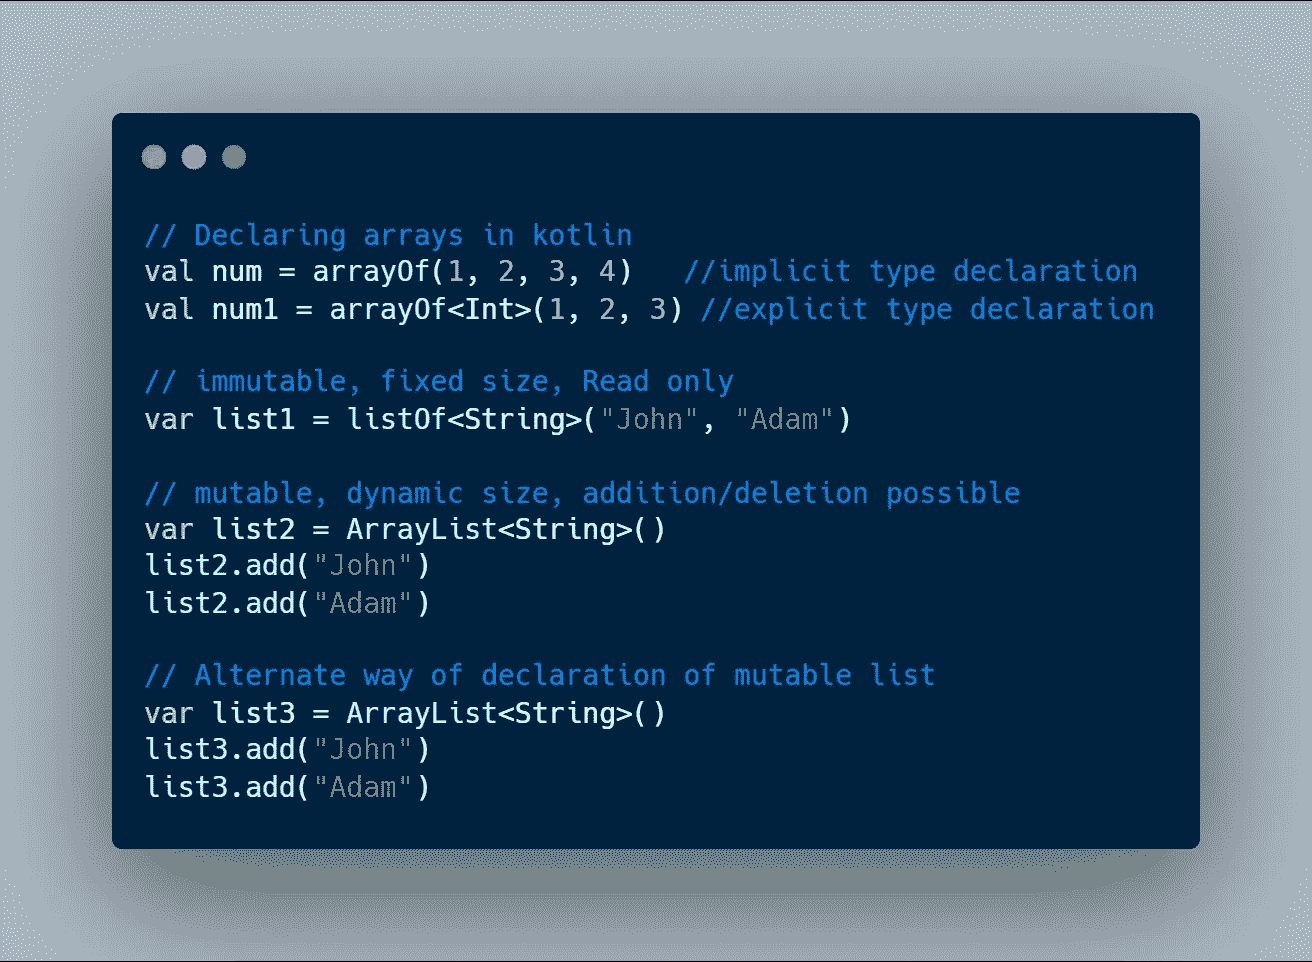 // Declaring arrays in kotlin
val num = arrayOf(1, 2, 3, 4)   //implicit type declaration
val num1 = arrayOf<Int>(1, 2, 3) //explicit type declaration
// immutable, fixed size, Read only
var list1 = listOf<String>("John", "Adam")
// mutable, dynamic size, addition/deletion possible
var list2 = ArrayList<String>()
list2.add("John")
list2.add("Adam")
// Alternate way of declaration of mutable list
var list3 = ArrayList<String>()
list3.add("John")
list3.add("Adam")